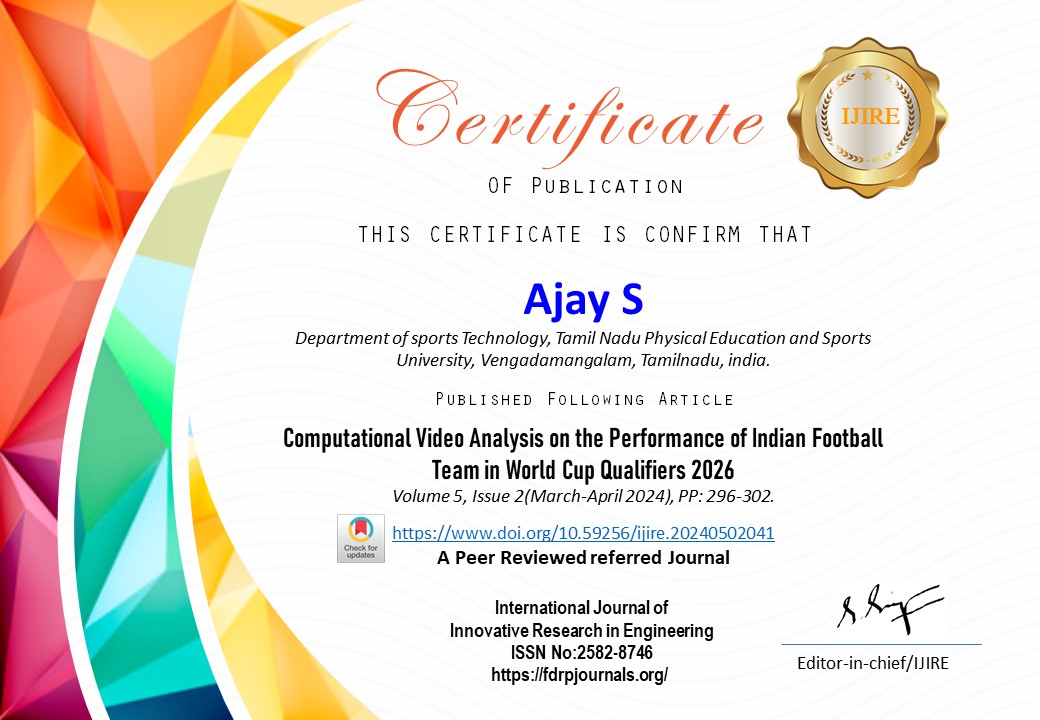 Certificate
IJIRE
OF PUBLICATION
THIS CERTIFICATE IS CONFIRM THAT
Ajay S
Department of sports Technology, Tamil Nadu Physical Education and Sports
University, Vengadamangalam, Tamilnadu, india.
PUBLISHED FOLLOWING ARTICLE
Computational Video Analysis on the Performance of Indian Football
Team in World Cup Qualifiers 2026
Volume 5, Issue 2(March-April 2024), PP: 296-302.
Check for
updates
https://www.doi.org/10.59256/ijire.20240502041
A Peer Reviewed referred Journal
International Journal of
Innovative Research in Engineering
ISSN No:2582-8746
https://fdrpjournals.org/
Editor-in-chief/IJIRE